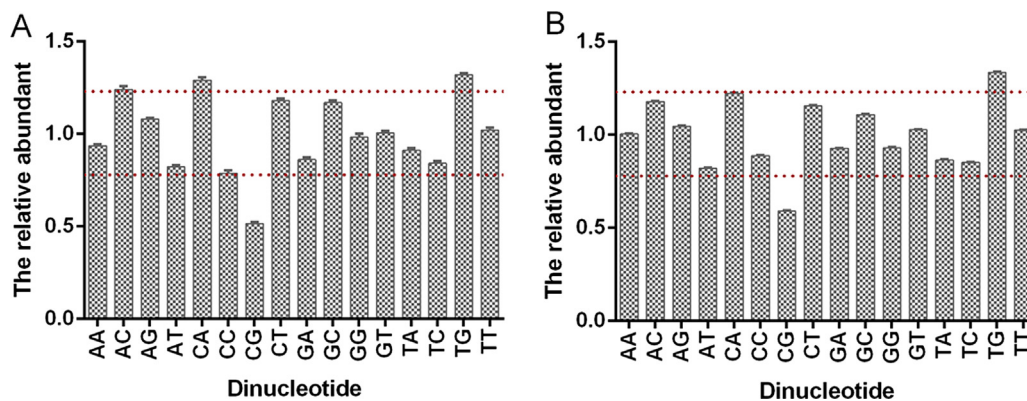 A
The relative abundant
1.5
1.0
0.5
0.0
AA AC AG AT CA CC CG CT GA GC GG GT TA TC TG TT
Dinucleotide
B
The relative abundant
1.5
1.0
0.5
0.0
AA AC AG AT CA CC CG CT GA GC GG GT TA TC TG TT
Dinucleotide